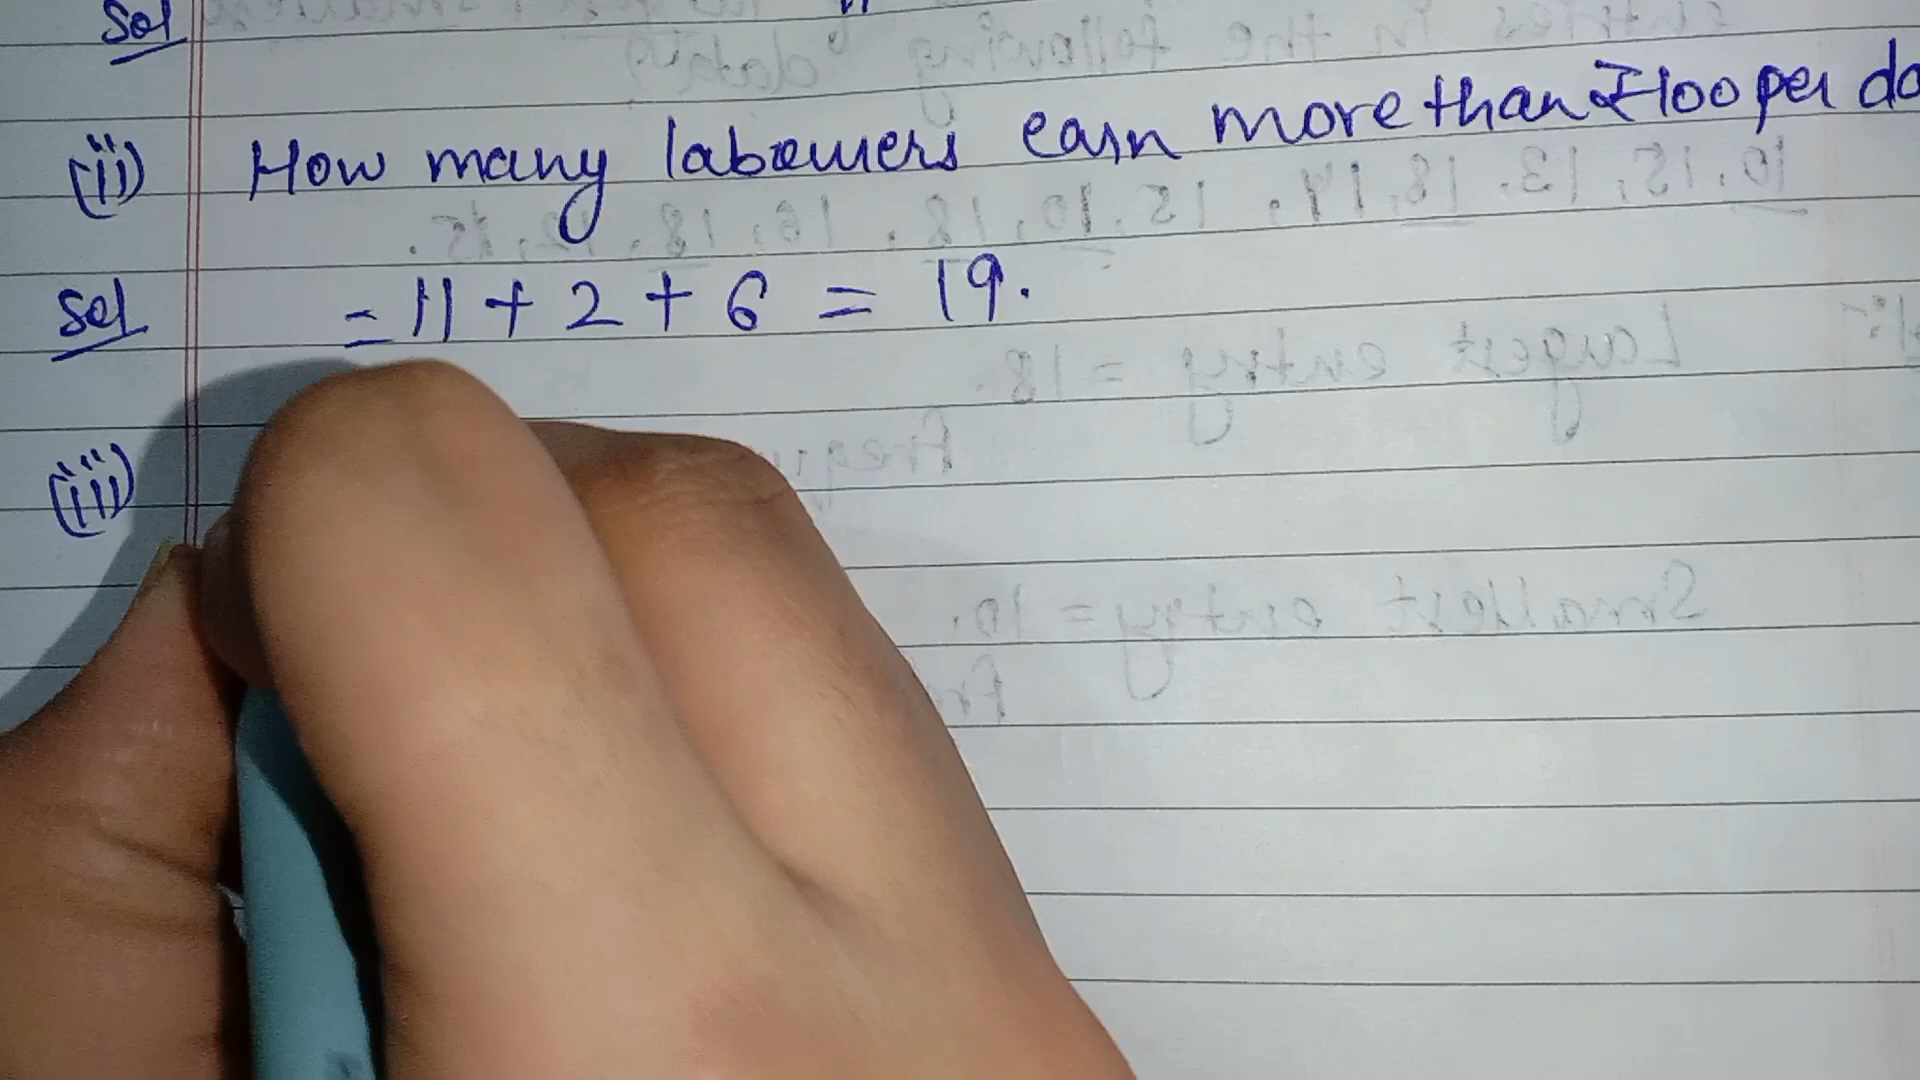 Sol
(ii) How many labourers earn more than ₹100 per da
Sol = 11 + 2 + 6 = 19.
(iii)